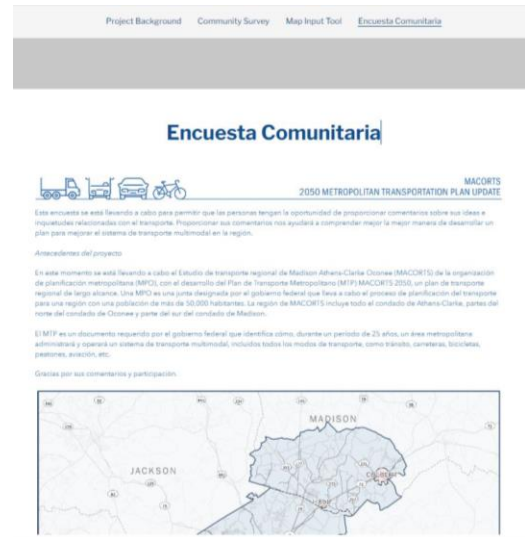 Project Background Community Survey Map Input Tool Encuesta Comunitaria
Encuesta Comunitaria
MACORTS
2050 METROPOLITAN TRANSPORTATION PLAN UPDATE
Esta encuesta se está llevando a cabo para permitir que las personas tengan la oportunidad de proporcionar comentarios sobre sus ideas e
inquietudes relacionadas con el transporte. Proporcionar sus comentarios nos ayudará a comprender mejor la mejor manera de desarrollar un
plan para mejorar el sistema de transporte multimodal en la región.
Antecedentes del proyecto
En este momento se está llevando a cabo el Estudio de transporte regional de Madison Athens-Clarke Oconee (MACORTS) de la organización
de planificación metropolitana (MPO), con el desarrollo del Plan de Transporte Metropolitano (MTP) MACORTS 2050, un plan de transporte
regional de largo alcance. Una MPO es una junta designada por el gobierno federal que lleva a cabo el proceso de planificación del transporte
para una región con una población de más de 50.000 habitantes. La región de MACORTS incluye todo el condado de Athens-Clarke, partes del
norte del condado de Oconee y parte del sur del condado de Madison.
El MTP es un documento requerido por el gobierno federal que identifica cómo, durante un período de 25 años, un área metropolitana
administrará y operará un sistema de transporte multimodal, incluidos todos los modos de transporte, como tránsito, carreteras, bicicletas,
peatones, aviación, etc.
Gracias por sus comentarios y participación.
MADISON
JACKSON